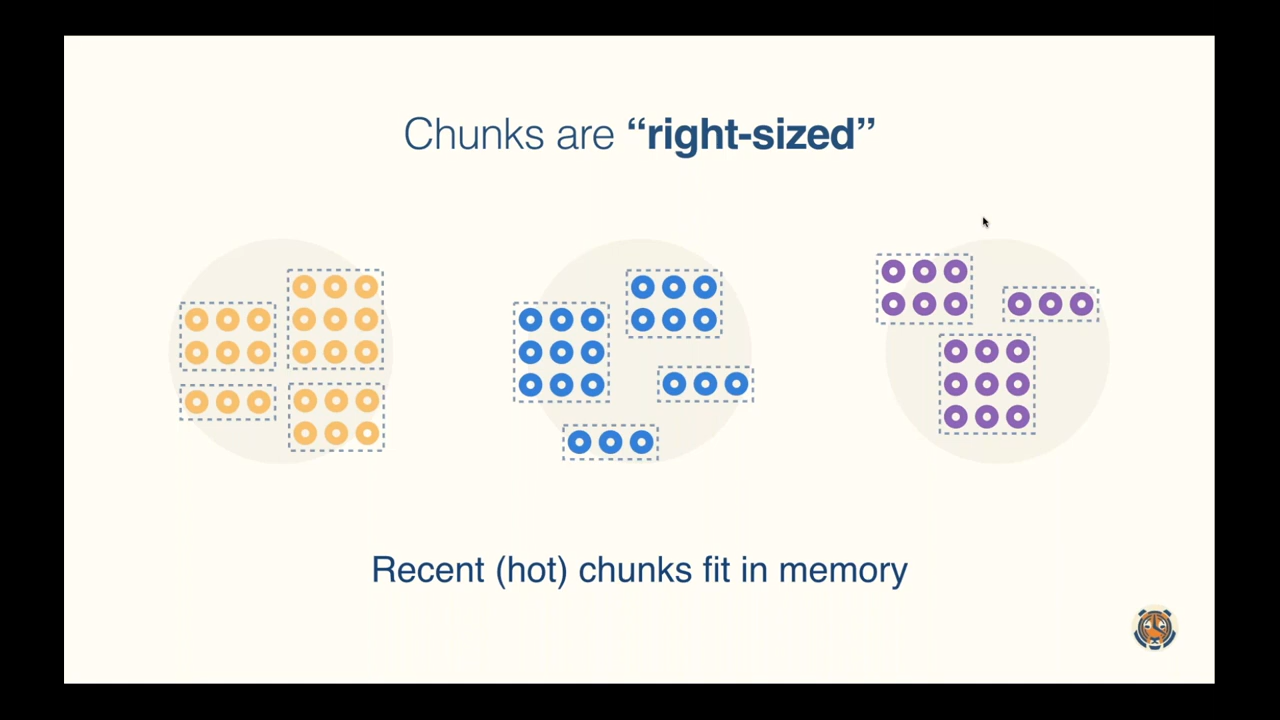 Chunks are “right-sized”
Recent (hot) chunks fit in memory